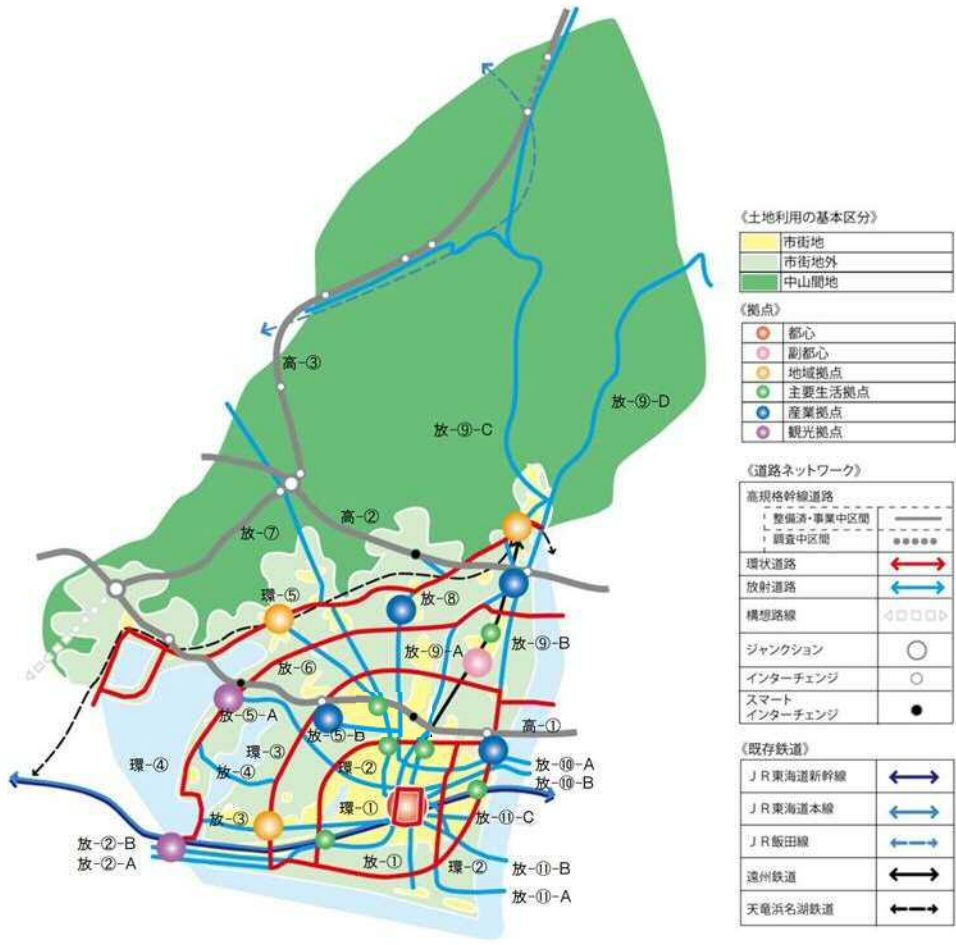 高-③
放-⑨-C
放-⑨-D
高-②
放-⑦
環-⑤
放-⑧
放-⑨-A
放-⑨-B
放-⑥
放-⑤-A
放-⑤-B
高-①
環-③
環-④
放-④
環-②
放-⑩-A
放-⑩-B
環-①
放-③
放-⑪-C
放-②-B
放-②-A
放-①
環-②
放-⑪-B
放-⑪-A
《土地利用の基本区分》
市街地
市街地外
中山間地
《拠点》
都心
副都心
地域拠点
主要生活拠点
産業拠点
観光拠点
《道路ネットワーク》
高規格幹線道路
整備済・事業中区間
調査中区間
環状道路
放射道路
構想路線
ジャンクション
インターチェンジ
スマート
インターチェンジ
《既存鉄道》
ＪＲ東海道新幹線
ＪＲ東海道本線
ＪＲ飯田線
遠州鉄道
天竜浜名湖鉄道